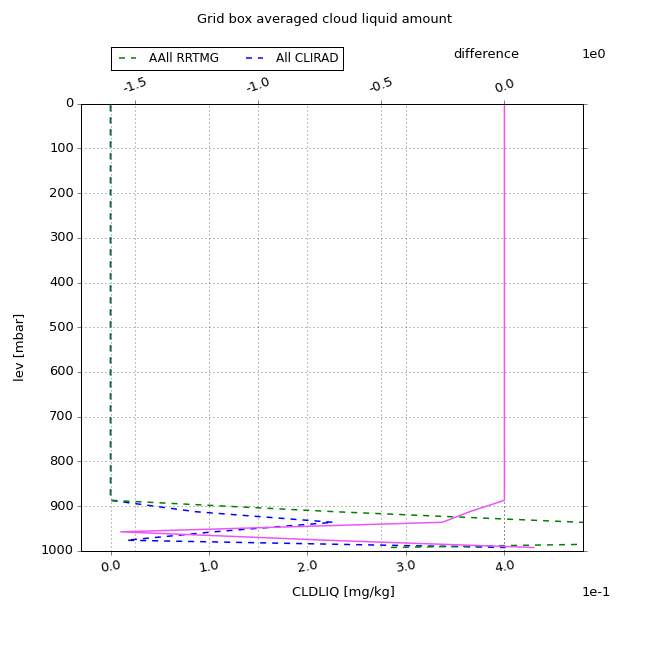 Grid box averaged cloud liquid amount
AAll RRTMG All CLIRAD
difference 1e0
-1.5 -1.0 -0.5 0.0
0
100
200
300
400
500
600
700
800
900
1000
lev [mbar]
0.0 1.0 2.0 3.0 4.0
CLDLIQ [mg/kg] 1e-1